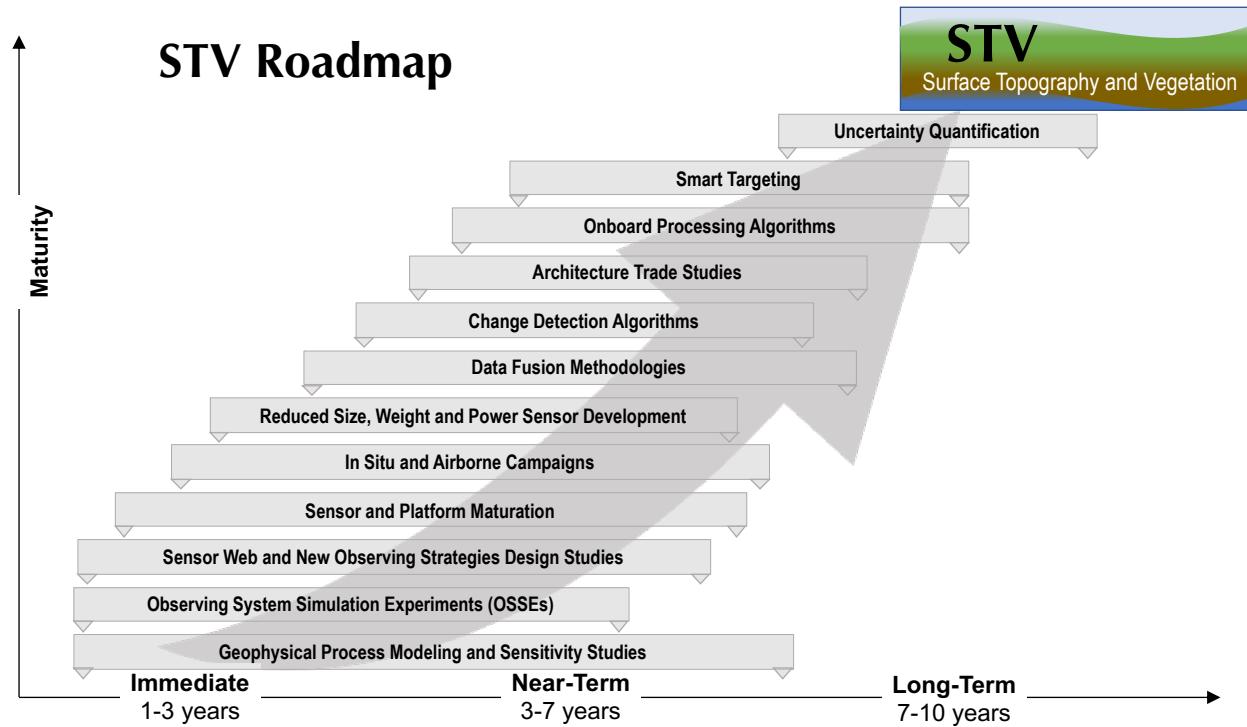 STV Roadmap
STV
Surface Topography and Vegetation
Maturity
Uncertainty Quantification
Smart Targeting
Onboard Processing Algorithms
Architecture Trade Studies
Change Detection Algorithms
Data Fusion Methodologies
Reduced Size, Weight and Power Sensor Development
In Situ and Airborne Campaigns
Sensor and Platform Maturation
Sensor Web and New Observing Strategies Design Studies
Observing System Simulation Experiments (OSSEs)
Geophysical Process Modeling and Sensitivity Studies
Immediate
1-3 years
Near-Term
3-7 years
Long-Term
7-10 years